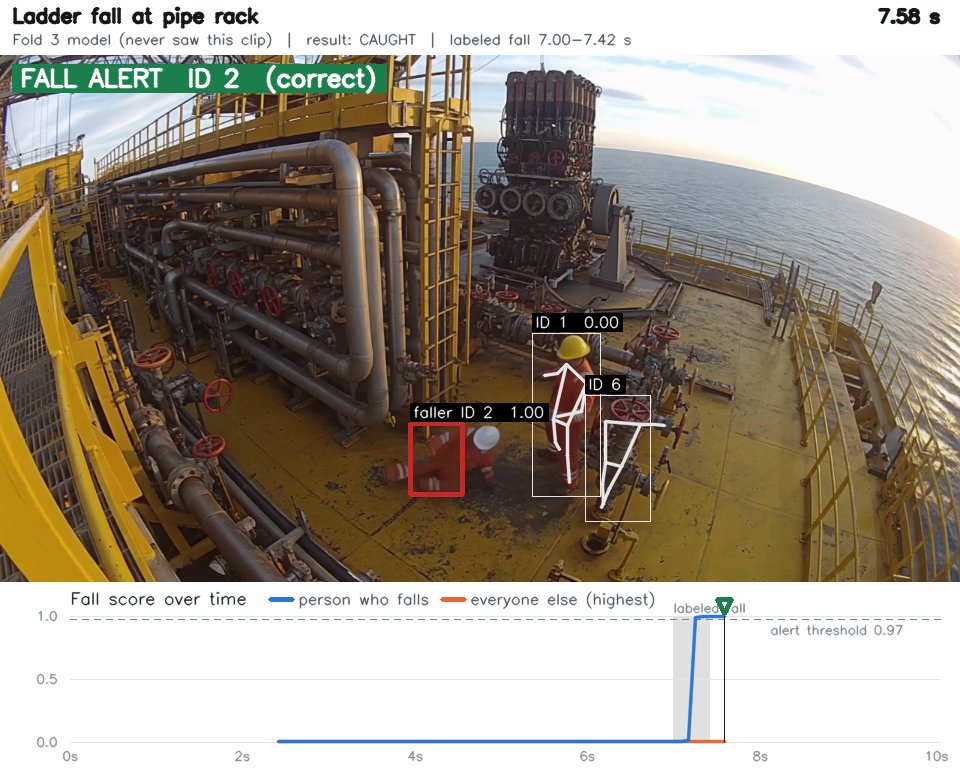 Ladder fall at pipe rack
7.58 s
Fold 3 model (never saw this clip) | result: CAUGHT | labeled fall 7.00–7.42 s
FALL ALERT ID 2 (correct)
ID 1 0.00
ID 6
faller ID 2 1.00
Fall score over time
person who falls
everyone else (highest)
labeled fall
1.0
alert threshold 0.97
0.5
0.0
0s 2s 4s 6s 8s 10s